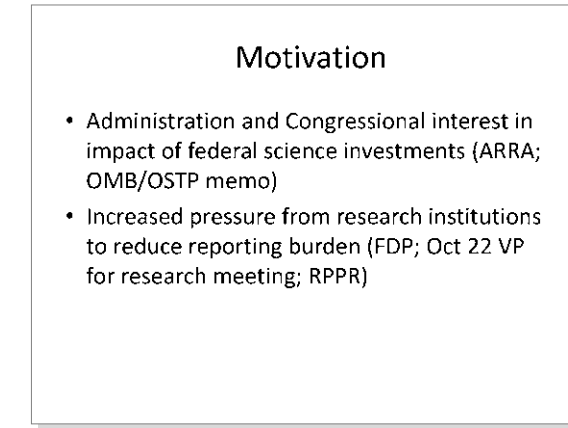 Motivation
• Administration and Congressional interest in
impact of federal science investments (ARRA;
OMB/OSTP memo)
• Increased pressure from research institutions
to reduce reporting burden (FDP; Oct 22 VP
for research meeting; RPPR)